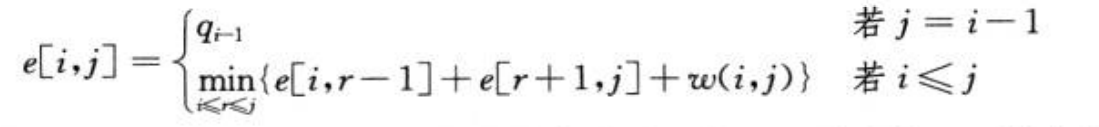 e[i,j] = { q_{i-1} 若 j = i-1
min_{i≤r≤j}{e[i,r-1]+e[r+1,j]+w(i,j)} 若 i≤j